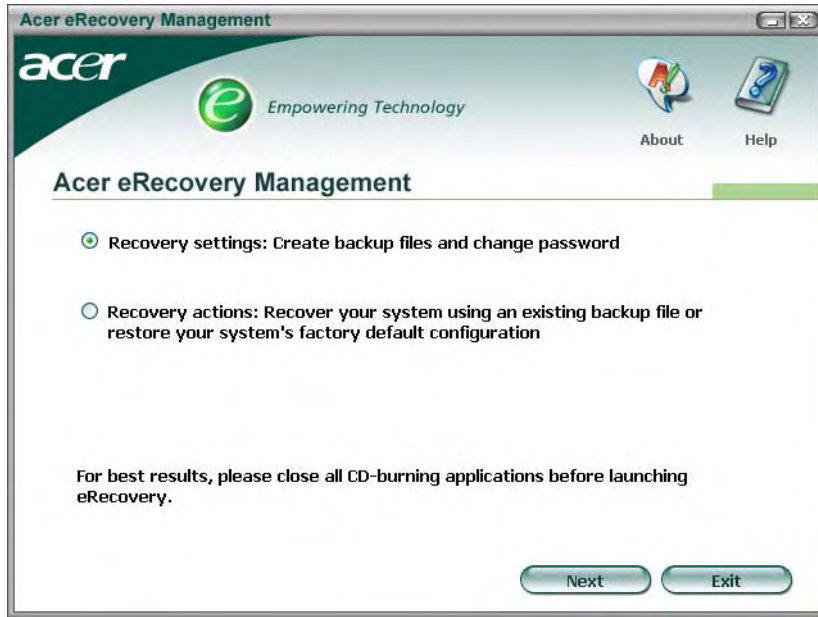 Acer eRecovery Management
acer
e Empowering Technology
About Help
Acer eRecovery Management
Recovery settings: Create backup files and change password
Recovery actions: Recover your system using an existing backup file or
restore your system's factory default configuration
For best results, please close all CD-burning applications before launching
eRecovery.
Next Exit